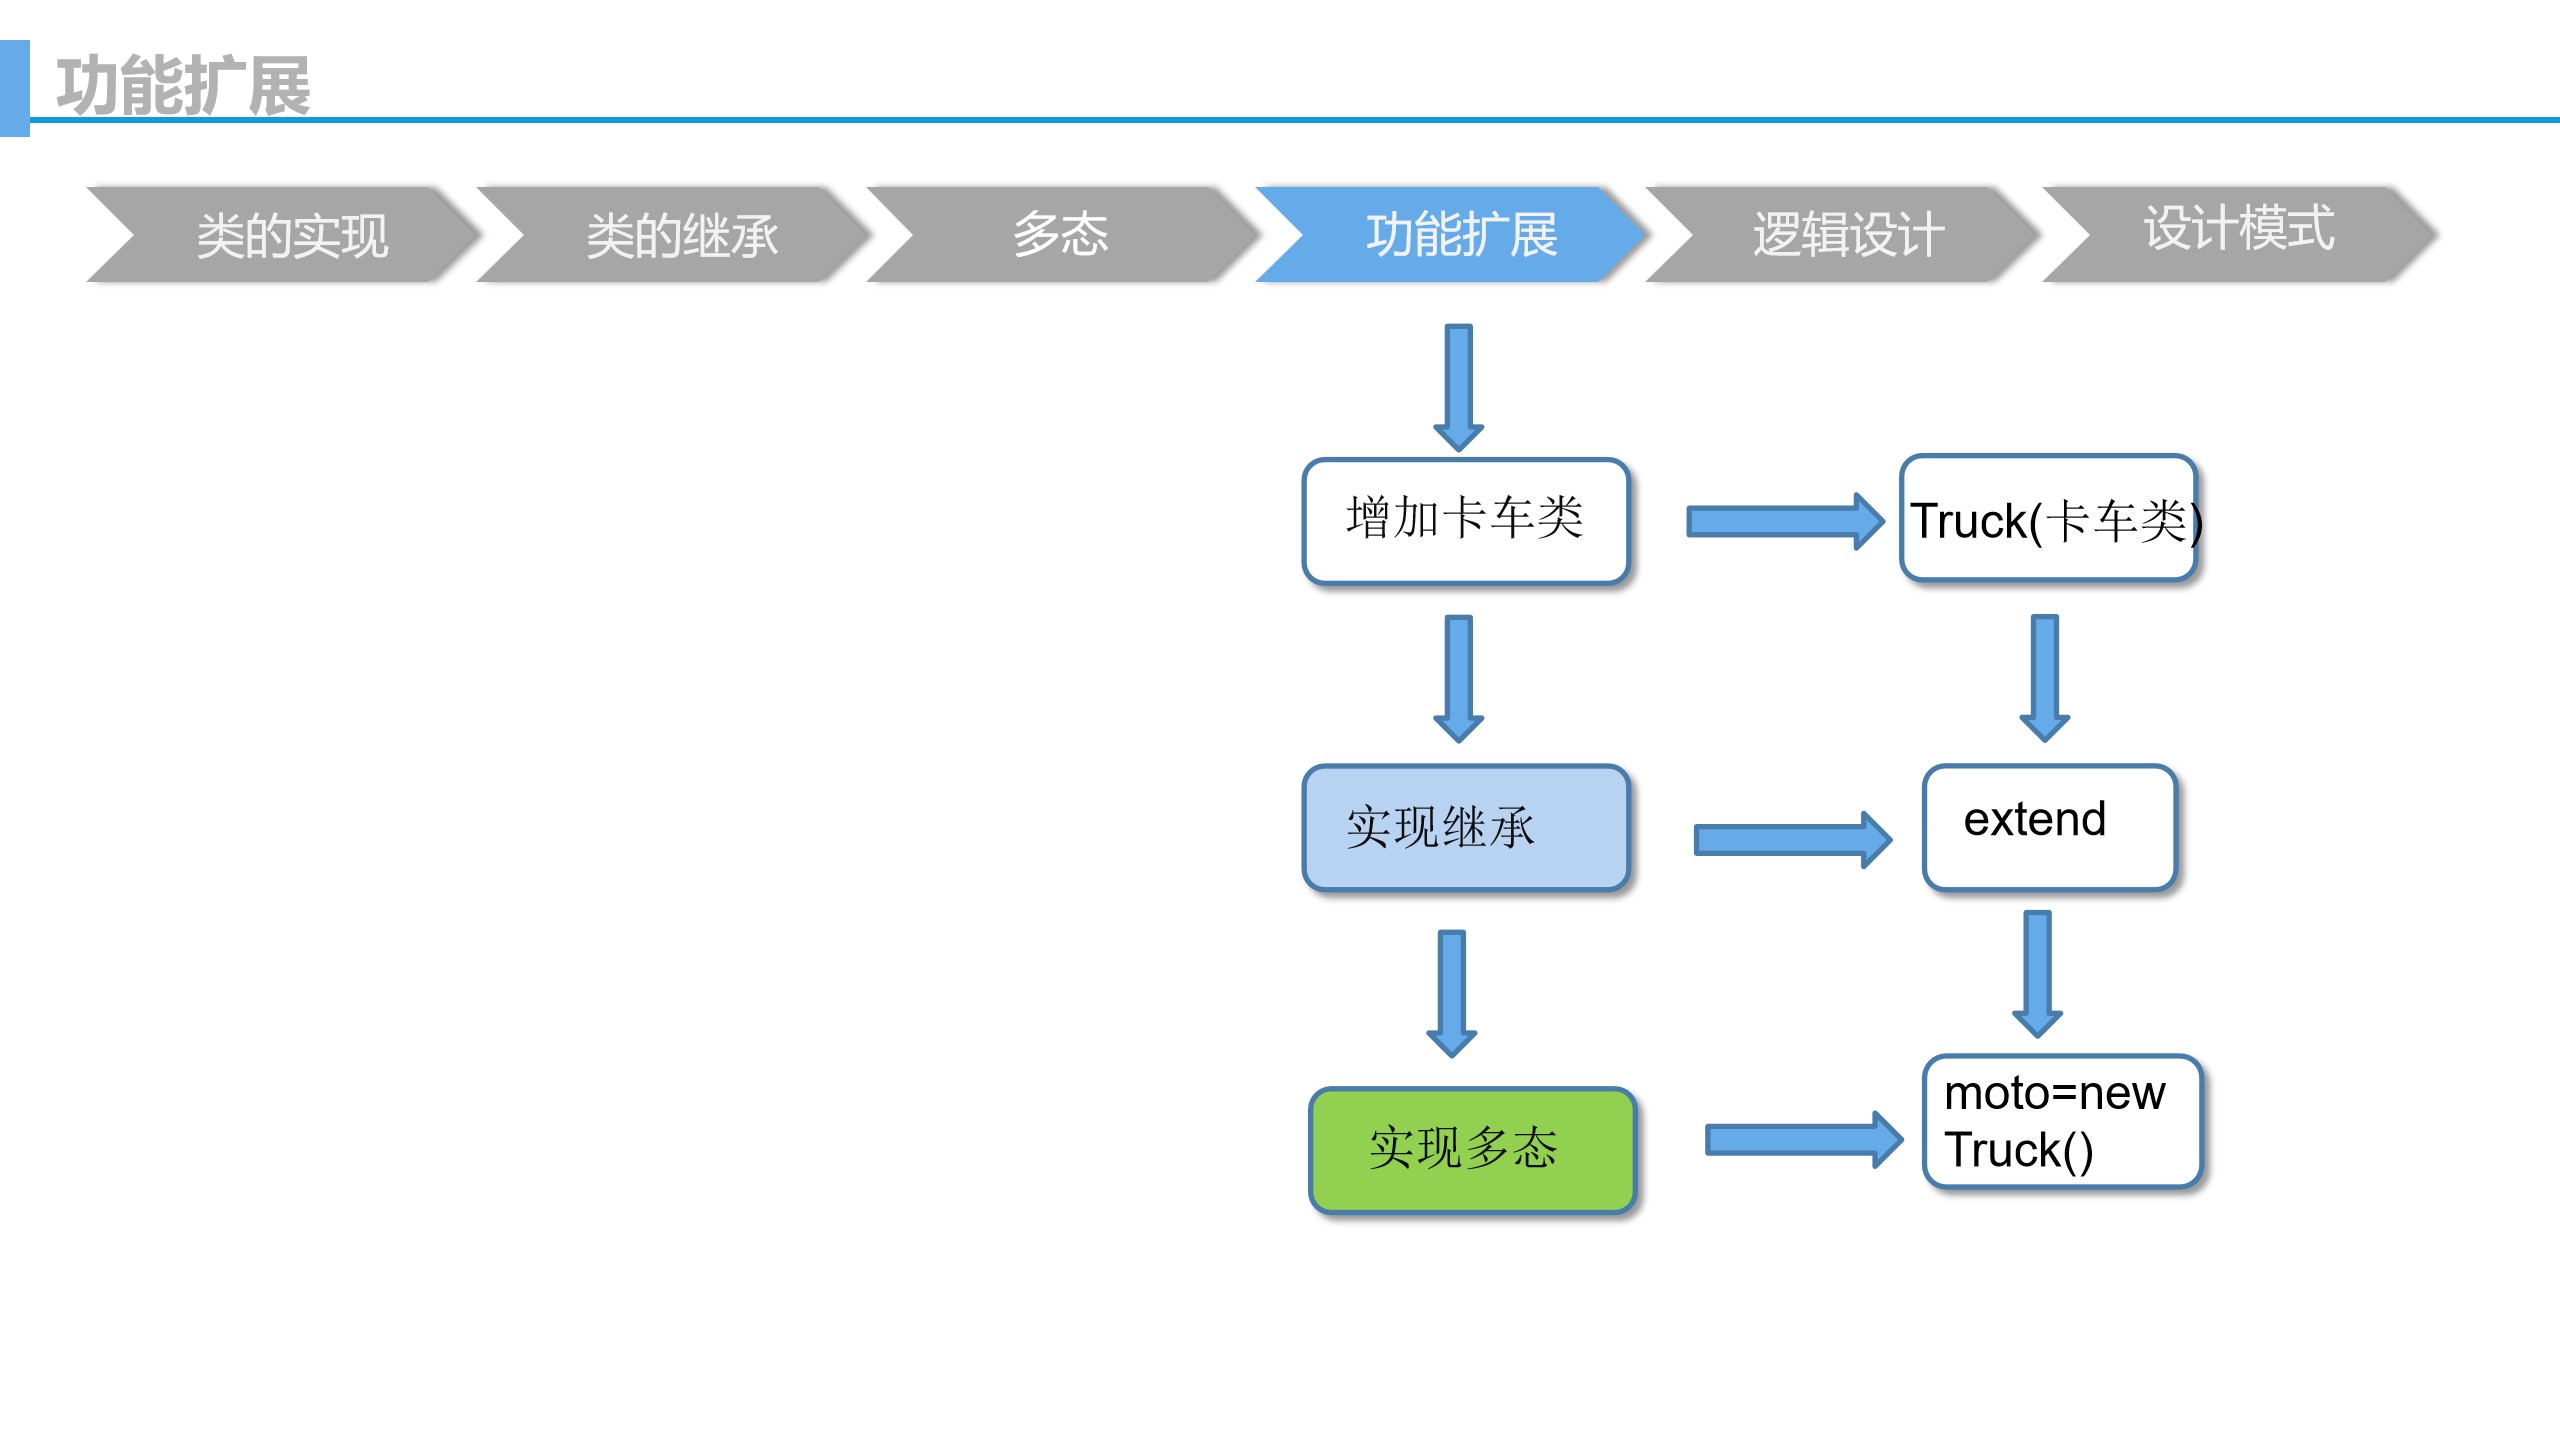 功能扩展
类的实现
类的继承
多态
功能扩展
逻辑设计
设计模式
增加卡车类
Truck(卡车类)
实现继承
extend
实现多态
moto=new
Truck()